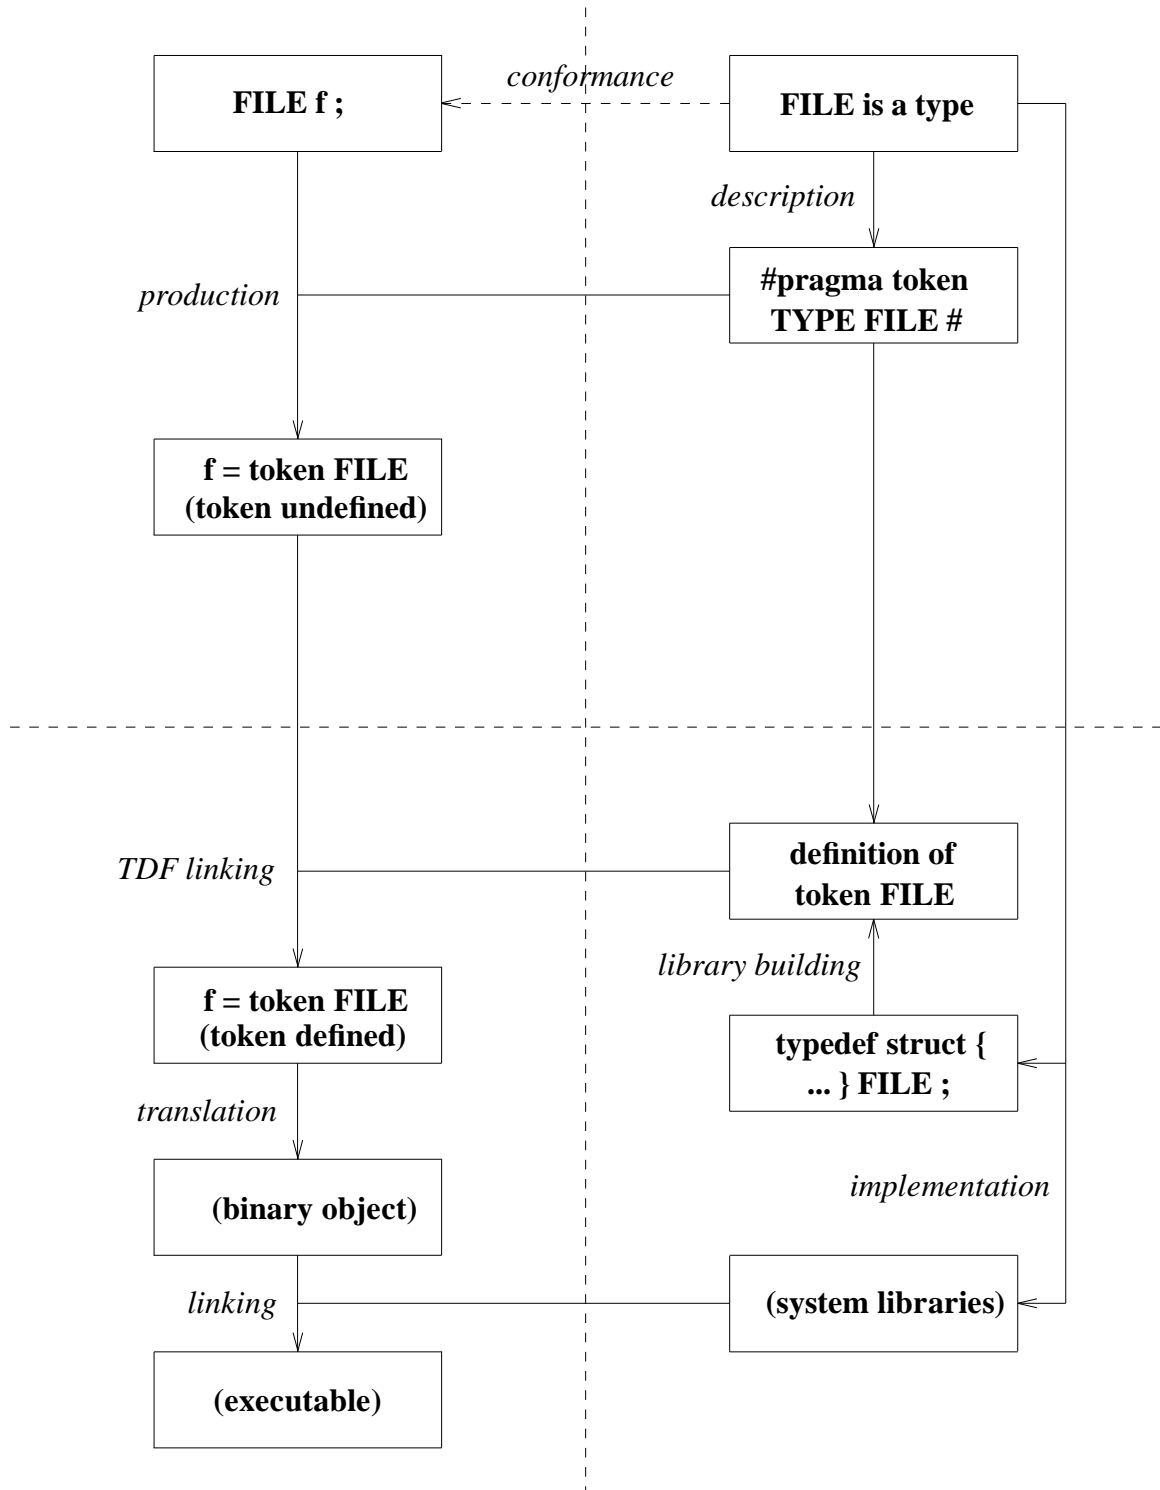 conformance
FILE f ;
FILE is a type
description
#pragma token
TYPE FILE #
production
f = token FILE
(token undefined)
definition of
token FILE
TDF linking
library building
f = token FILE
(token defined)
typedef struct {
... } FILE ;
translation
implementation
(binary object)
linking
(system libraries)
(executable)